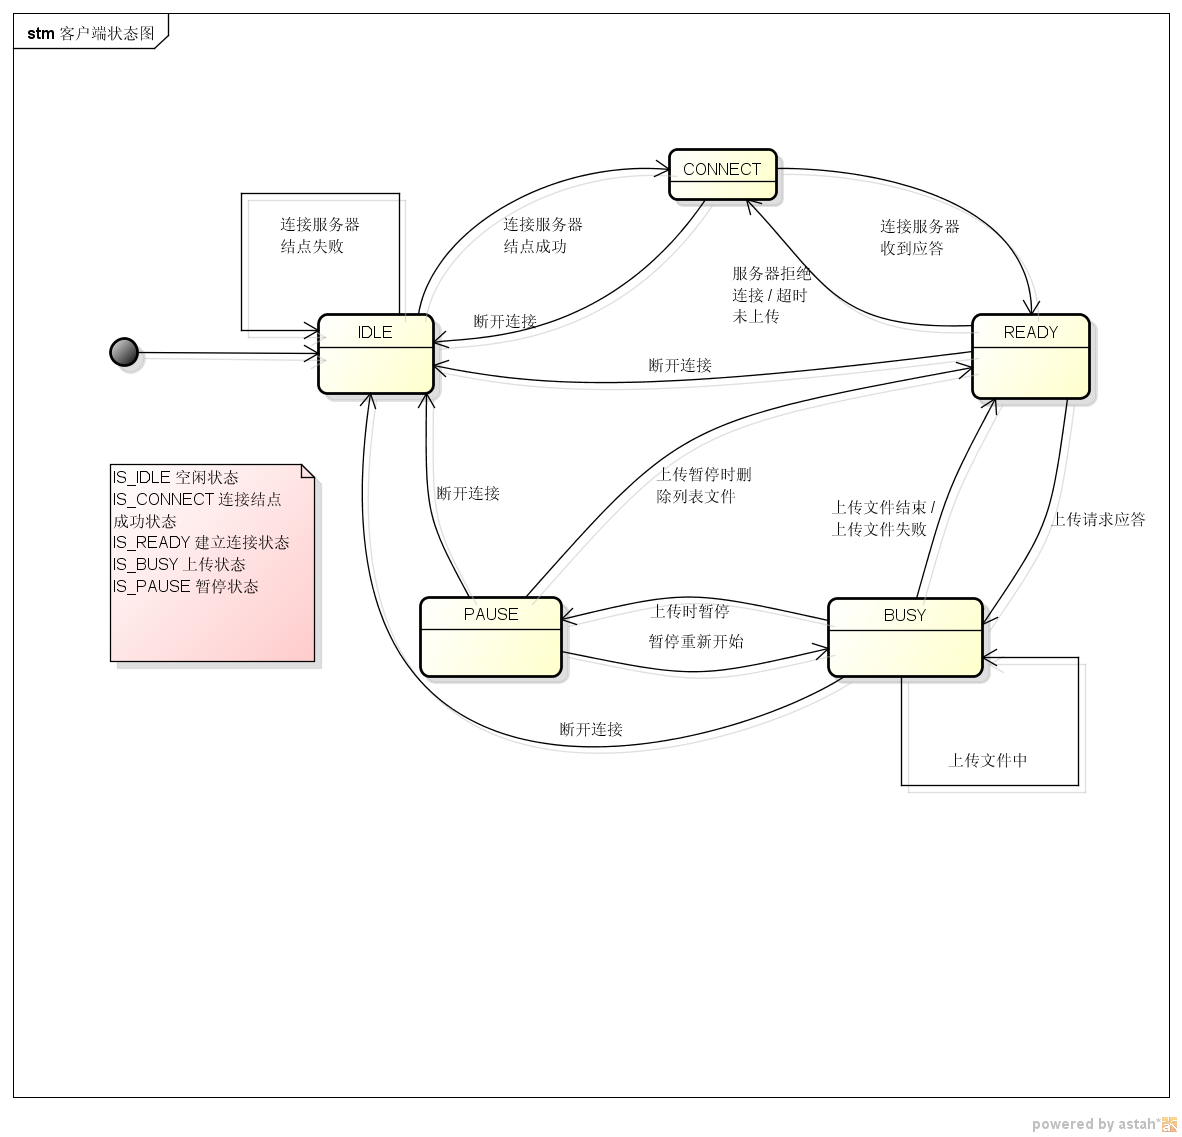 stm 客户端状态图
CONNECT
连接服务器
结点失败
连接服务器
结点成功
连接服务器
收到应答
服务器拒绝
连接 / 超时
未上传
断开连接
IDLE
READY
断开连接
上传暂停时删
除列表文件
断开连接
上传文件结束 /
上传文件失败
上传请求应答
IS_IDLE 空闲状态
IS_CONNECT 连接结点
成功状态
IS_READY 建立连接状态
IS_BUSY 上传状态
IS_PAUSE 暂停状态
PAUSE
BUSY
上传时暂停
暂停重新开始
断开连接
上传文件中
powered by astah*